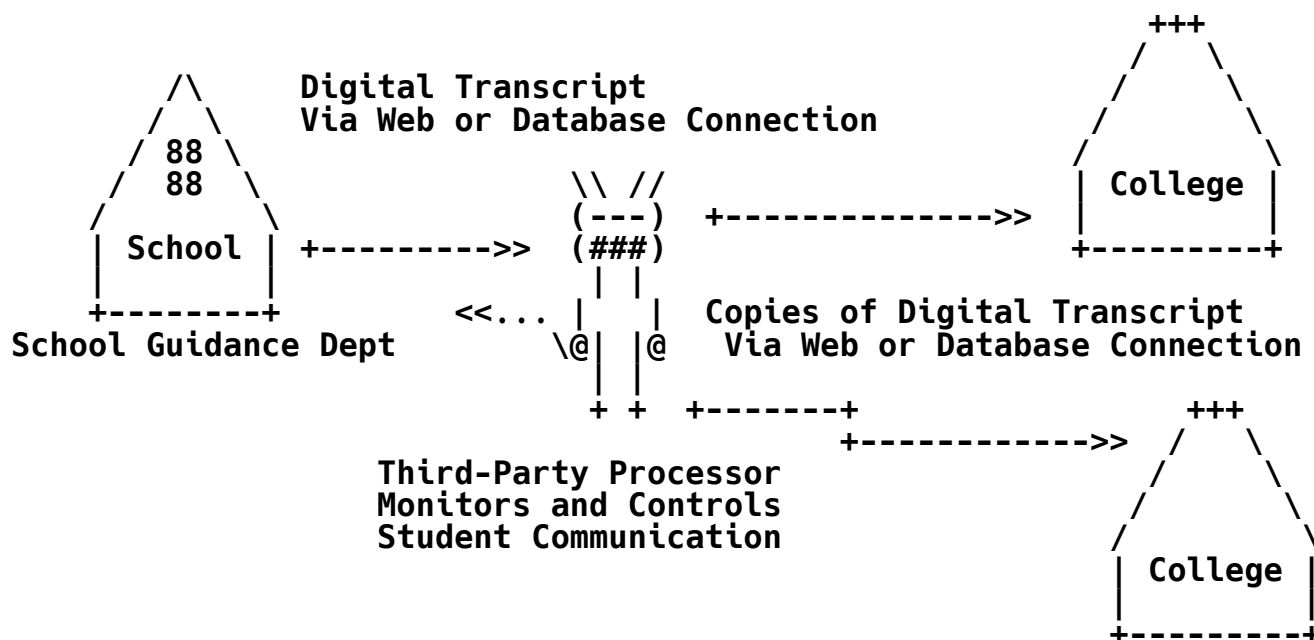 Digital Transcript
Via Web or Database Connection
88
88
School
School Guidance Dept
College
Copies of Digital Transcript
Via Web or Database Connection
Third-Party Processor
Monitors and Controls
Student Communication
College